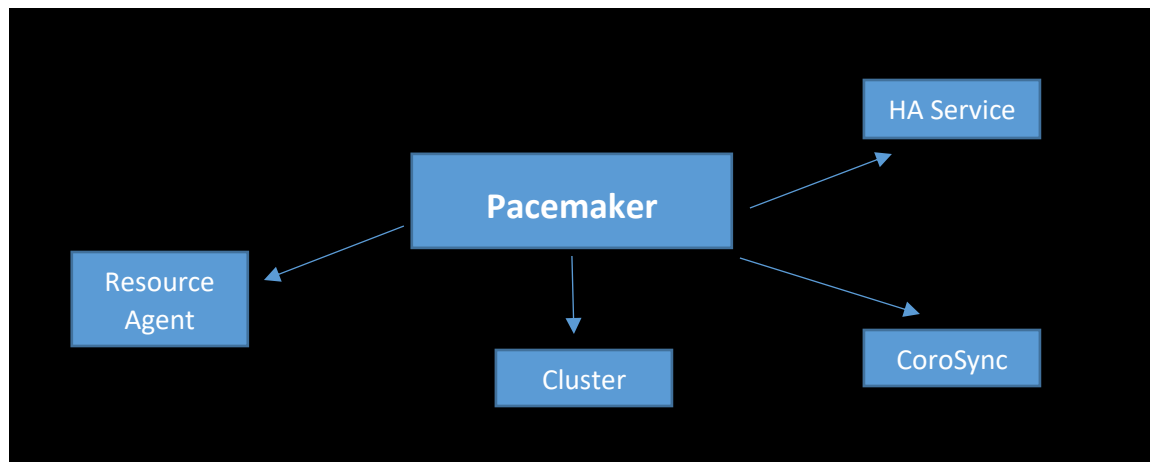 HA Service
Pacemaker
Resource
Agent
CoroSync
Cluster